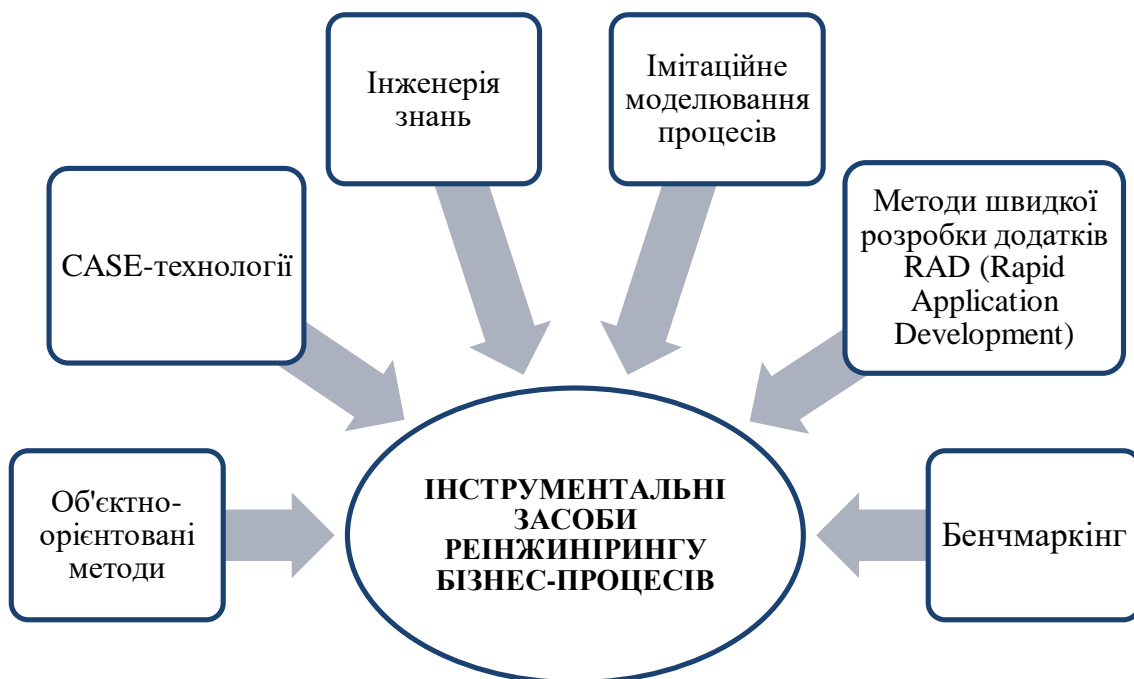 Інженерія
знань
Імітаційне
моделювання
процесів
CASE-технології
Методи швидкої
розробки додатків
RAD (Rapid
Application
Development)
Об'єктно-
орієнтовані
методи
ІНСТРУМЕНТАЛЬНІ
ЗАСОБИ
РЕІНЖИНІРИНГУ
БІЗНЕС-ПРОЦЕСІВ
Бенчмаркінг